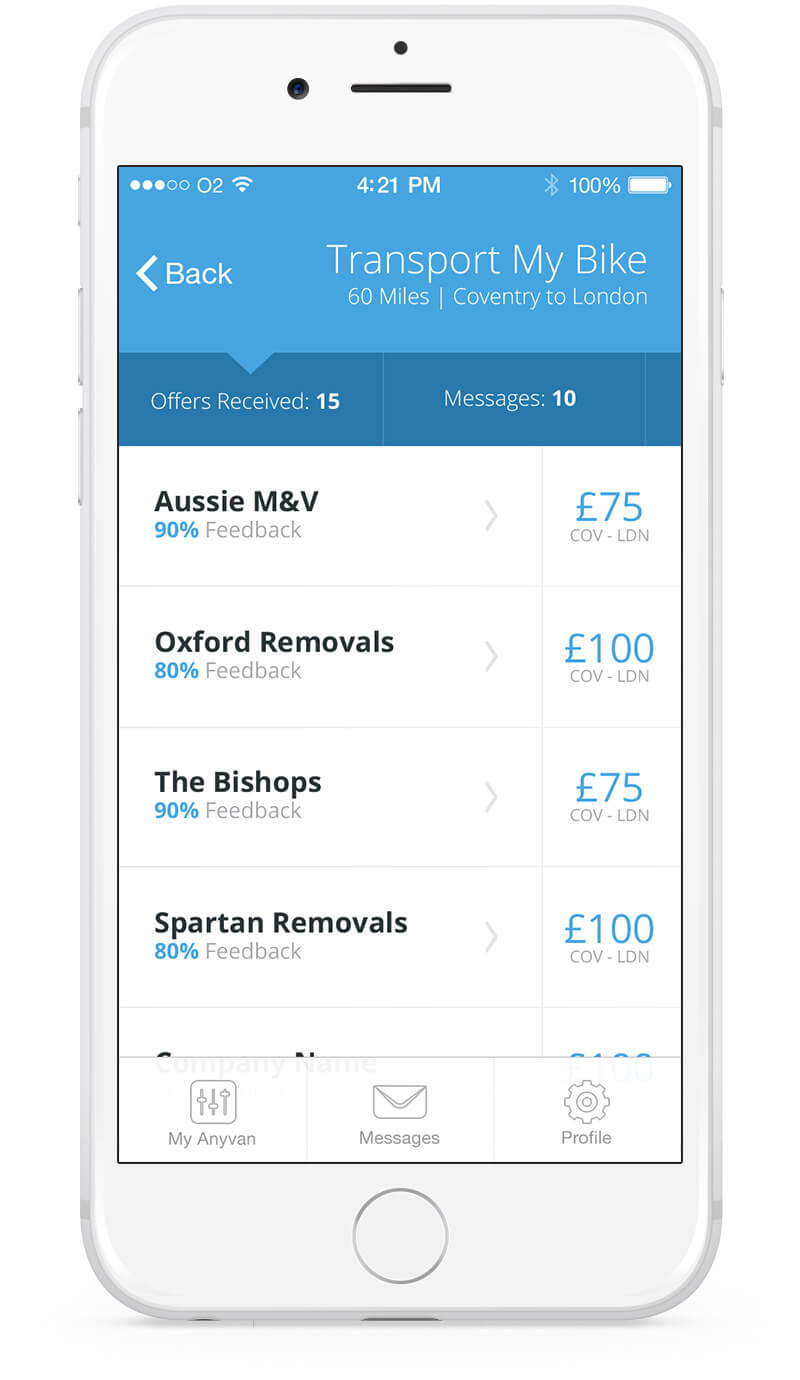 O2 4:21 PM 100%
Back
Transport My Bike
60 Miles | Coventry to London
Offers Received: 15
Messages: 10
Aussie M&V
90% Feedback
£75
COV - LDN
Oxford Removals
80% Feedback
£100
COV - LDN
The Bishops
90% Feedback
£75
COV - LDN
Spartan Removals
80% Feedback
£100
COV - LDN
Company Name
£100
My Anyvan
Messages
Profile